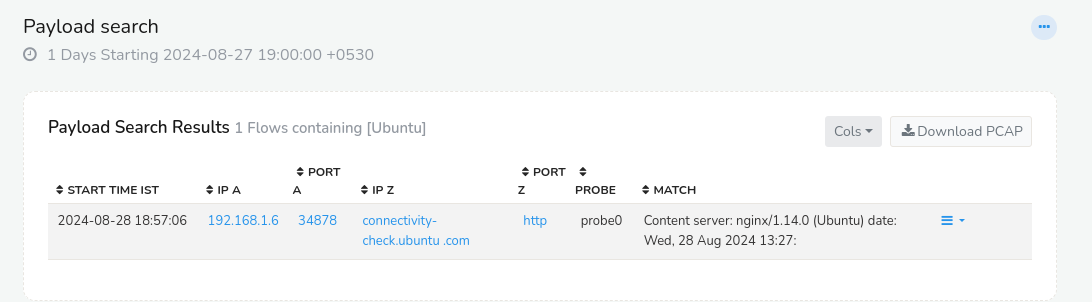 Payload search
1 Days Starting 2024-08-27 19:00:00 +0530
Payload Search Results 1 Flows containing [Ubuntu]
Cols
Download PCAP
START TIME IST IP A PORT A IP Z PORT Z PROBE MATCH
2024-08-28 18:57:06 192.168.1.6 34878 connectivity- http probe0 Content server: nginx/1.14.0 (Ubuntu) date:
check.ubuntu .com Wed, 28 Aug 2024 13:27: